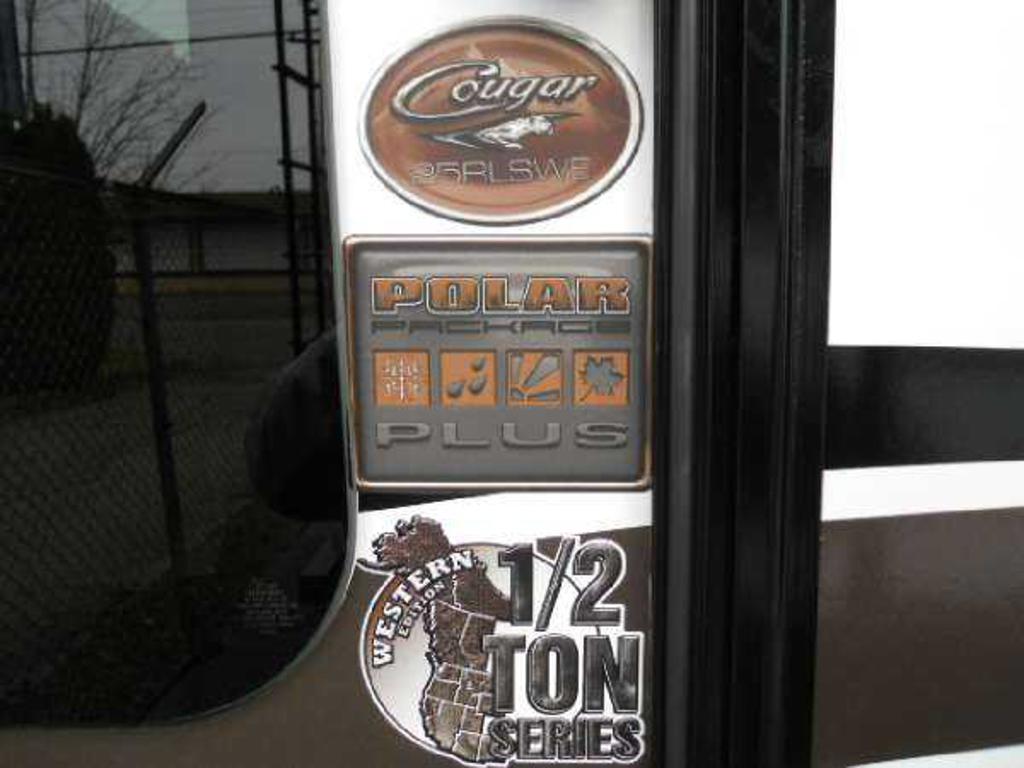 Cougar
25RLSWE
POLAR
PACKAGE
PLUS
WESTERN
EDITION
1/2
TON
SERIES